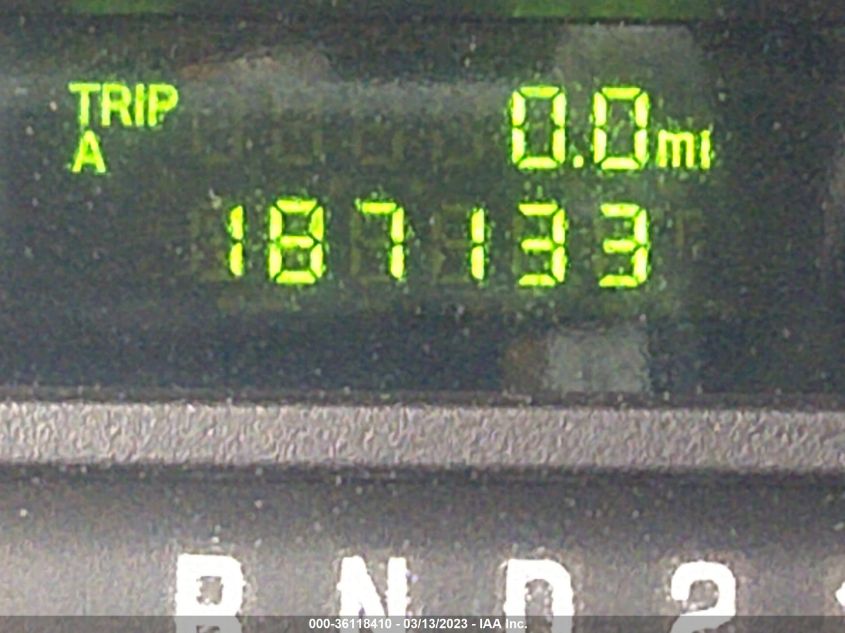 TRIP 0.0 mi
A
187133
R N D 2
000-36118410 - 03/13/2023 - IAA Inc.